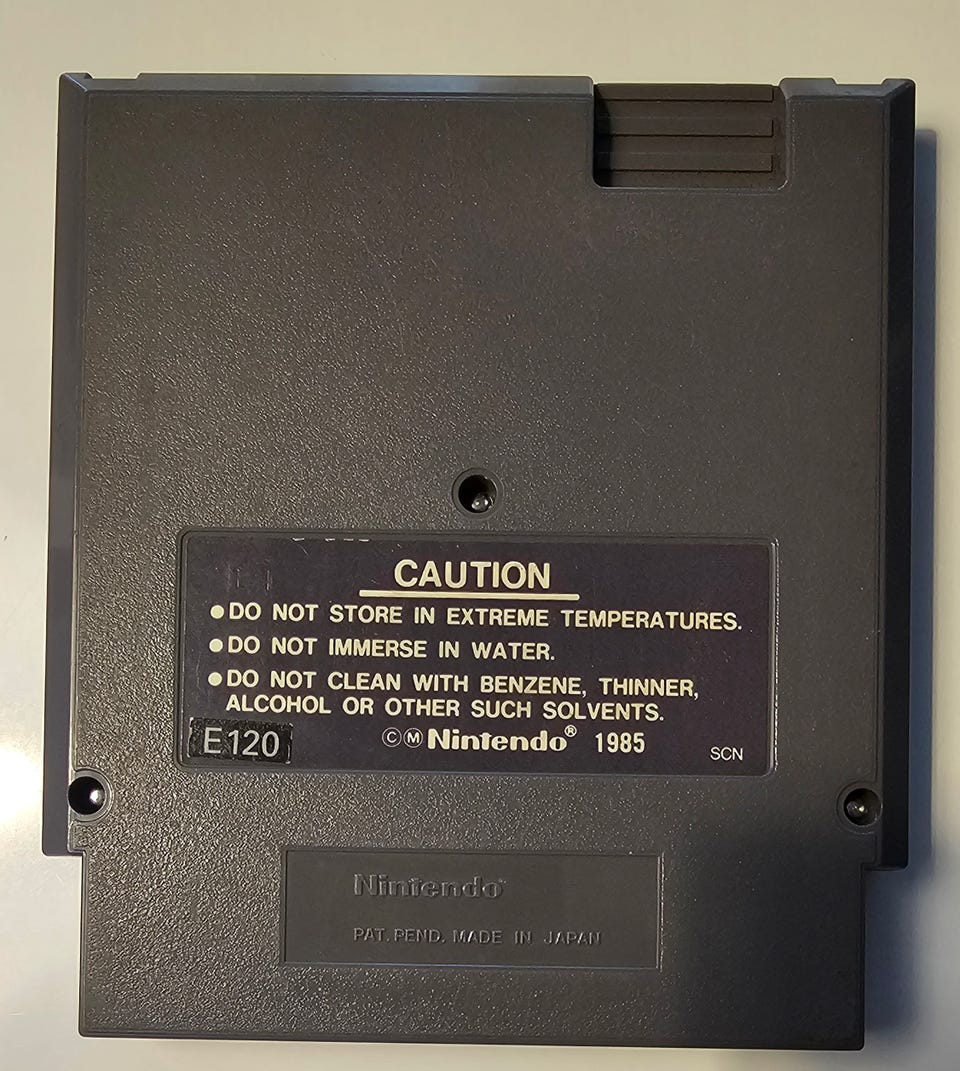 CAUTION
●DO NOT STORE IN EXTREME TEMPERATURES.
●DO NOT IMMERSE IN WATER.
●DO NOT CLEAN WITH BENZENE, THINNER,
ALCOHOL OR OTHER SUCH SOLVENTS.
E120 ©Ⓜ Nintendo® 1985 SCN
Nintendo
PAT. PEND. MADE IN JAPAN